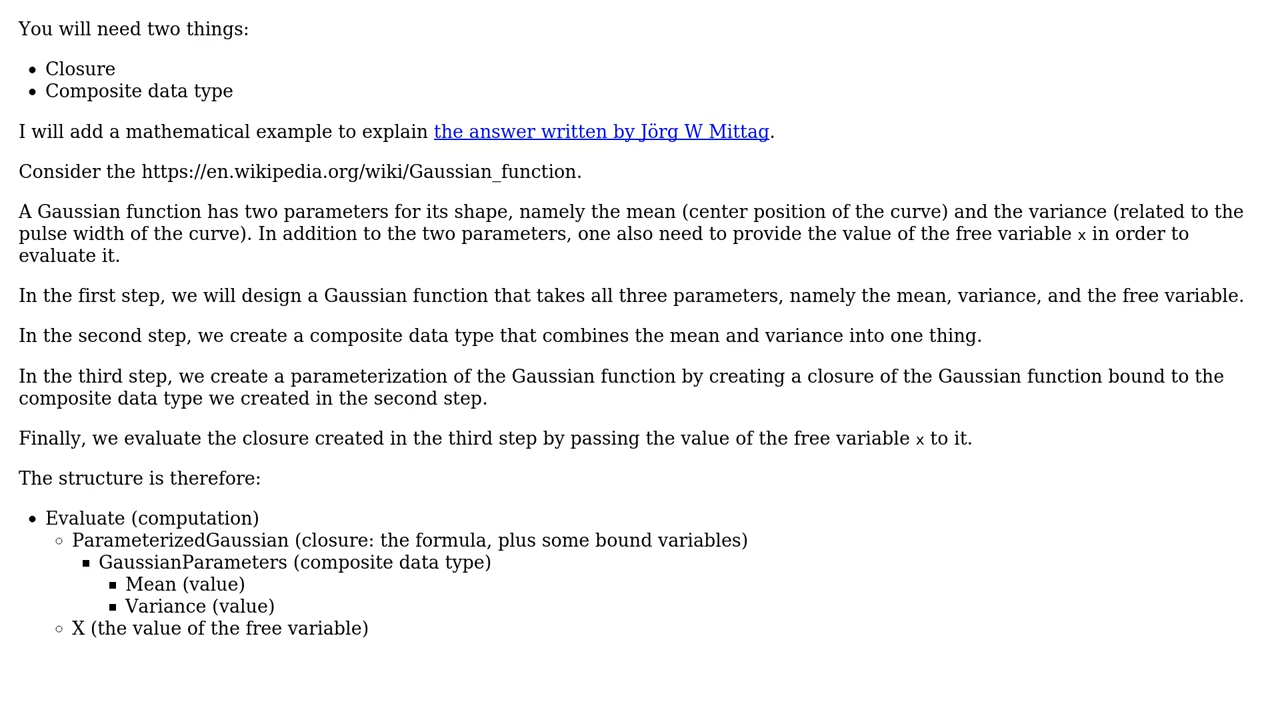 You will need two things:
• Closure
• Composite data type
I will add a mathematical example to explain the answer written by Jörg W Mittag.
Consider the https://en.wikipedia.org/wiki/Gaussian_function.
A Gaussian function has two parameters for its shape, namely the mean (center position of the curve) and the variance (related to the
pulse width of the curve). In addition to the two parameters, one also need to provide the value of the free variable x in order to
evaluate it.
In the first step, we will design a Gaussian function that takes all three parameters, namely the mean, variance, and the free variable.
In the second step, we create a composite data type that combines the mean and variance into one thing.
In the third step, we create a parameterization of the Gaussian function by creating a closure of the Gaussian function bound to the
composite data type we created in the second step.
Finally, we evaluate the closure created in the third step by passing the value of the free variable x to it.
The structure is therefore:
• Evaluate (computation)
◦ ParameterizedGaussian (closure: the formula, plus some bound variables)
▪ GaussianParameters (composite data type)
▪ Mean (value)
▪ Variance (value)
◦ X (the value of the free variable)